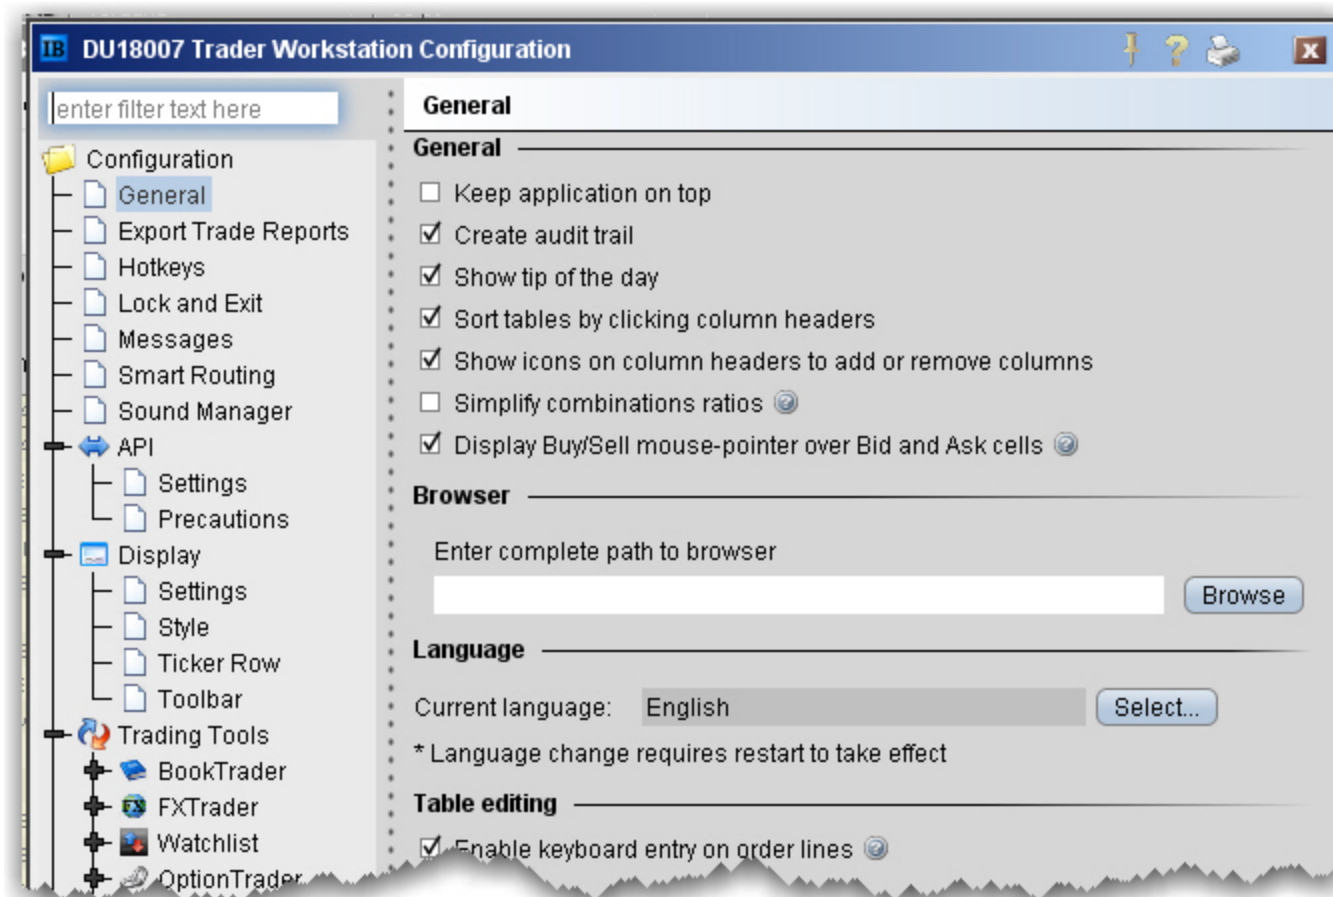 IB DU18007 Trader Workstation Configuration
enter filter text here
Configuration
General
Export Trade Reports
Hotkeys
Lock and Exit
Messages
Smart Routing
Sound Manager
API
Settings
Precautions
Display
Settings
Style
Ticker Row
Toolbar
Trading Tools
BookTrader
FX FXTrader
Watchlist
OptionTrader
General
General
Keep application on top
Create audit trail
Show tip of the day
Sort tables by clicking column headers
Show icons on column headers to add or remove columns
Simplify combinations ratios
Display Buy/Sell mouse-pointer over Bid and Ask cells
Browser
Enter complete path to browser
Browse
Language
Current language: English Select...
* Language change requires restart to take effect
Table editing
Enable keyboard entry on order lines